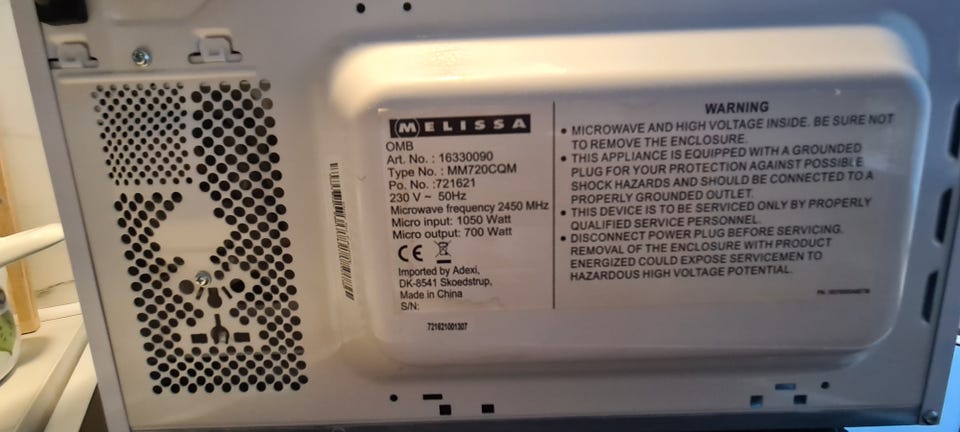 MELISSA
OMB
Art. No. : 16330090
Type No. : MM720CQM
Po. No. :721621
230 V ~ 50Hz
Microwave frequency 2450 MHz
Micro input: 1050 Watt
Micro output: 700 Watt
CE
Imported by Adexi,
DK-8541 Skoedstrup,
Made in China
S/N:
721621001307
WARNING
• MICROWAVE AND HIGH VOLTAGE INSIDE. BE SURE NOT
TO REMOVE THE ENCLOSURE.
• THIS APPLIANCE IS EQUIPPED WITH A GROUNDED
PLUG FOR YOUR PROTECTION AGAINST POSSIBLE
SHOCK HAZARDS AND SHOULD BE CONNECTED TO A
PROPERLY GROUNDED OUTLET.
• THIS DEVICE IS TO BE SERVICED ONLY BY PROPERLY
QUALIFIED SERVICE PERSONNEL.
• DISCONNECT POWER PLUG BEFORE SERVICING.
REMOVAL OF THE ENCLOSURE WITH PRODUCT
ENERGIZED COULD EXPOSE SERVICEMEN TO
HAZARDOUS HIGH VOLTAGE POTENTIAL.